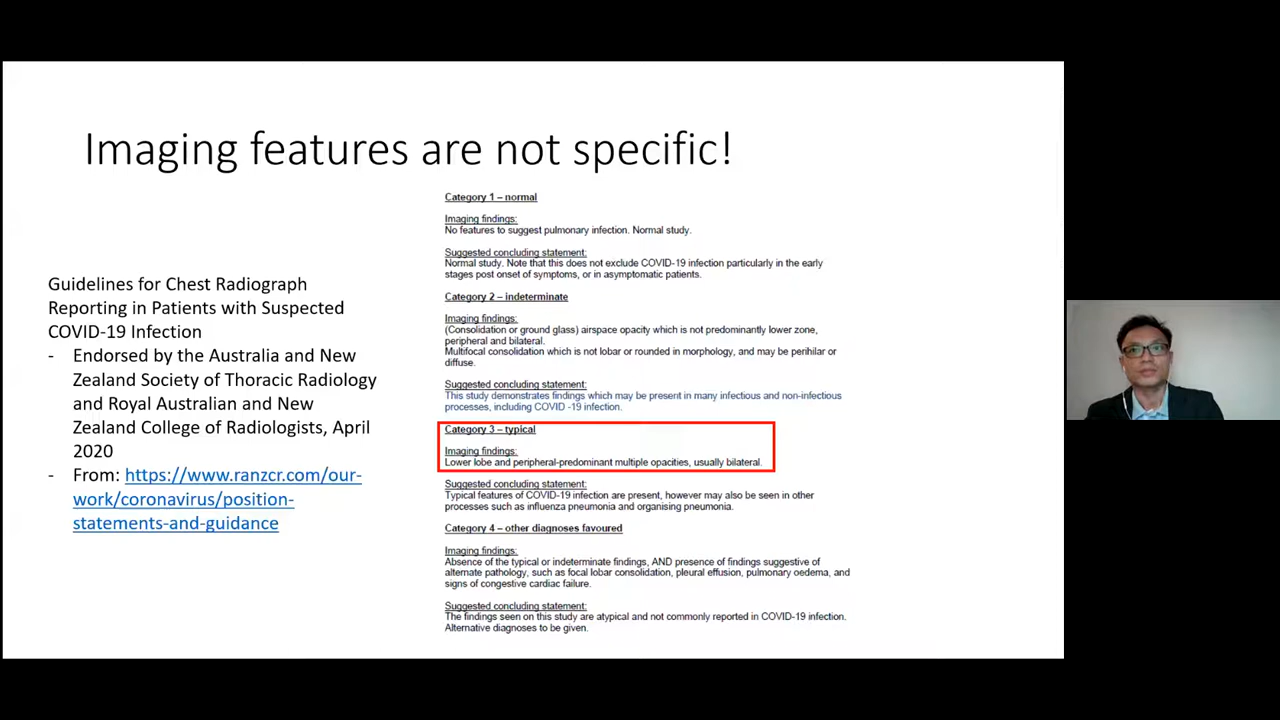 Imaging features are not specific!
Guidelines for Chest Radiograph
Reporting in Patients with Suspected
COVID-19 Infection
- Endorsed by the Australia and New
Zealand Society of Thoracic Radiology
and Royal Australian and New
Zealand College of Radiologists, April
2020
- From: https://www.ranzcr.com/our-
work/coronavirus/position-
statements-and-guidance
Category 1 – normal
Imaging findings:
No features to suggest pulmonary infection. Normal study.
Suggested concluding statement:
Normal study. Note that this does not exclude COVID-19 infection particularly in the early
stages post onset of symptoms, or in asymptomatic patients.
Category 2 – indeterminate
Imaging findings:
(Consolidation or ground glass) airspace opacity which is not predominantly lower zone,
peripheral and bilateral.
Multifocal consolidation which is not lobar or rounded in morphology, and may be perihilar or
diffuse.
Suggested concluding statement:
This study demonstrates findings which may be present in many infectious and non-infectious
processes, including COVID -19 infection.
Category 3 – typical
Imaging findings:
Lower lobe and peripheral-predominant multiple opacities, usually bilateral.
Suggested concluding statement:
Typical features of COVID-19 infection are present, however may also be seen in other
processes such as influenza pneumonia and organising pneumonia.
Category 4 – other diagnoses favoured
Imaging findings:
Absence of the typical or indeterminate findings, AND presence of findings suggestive of
alternate pathology, such as focal lobar consolidation, pleural effusion, pulmonary oedema, and
signs of congestive cardiac failure.
Suggested concluding statement:
The findings seen on this study are atypical and not commonly reported in COVID-19 infection.
Alternative diagnoses to be given.